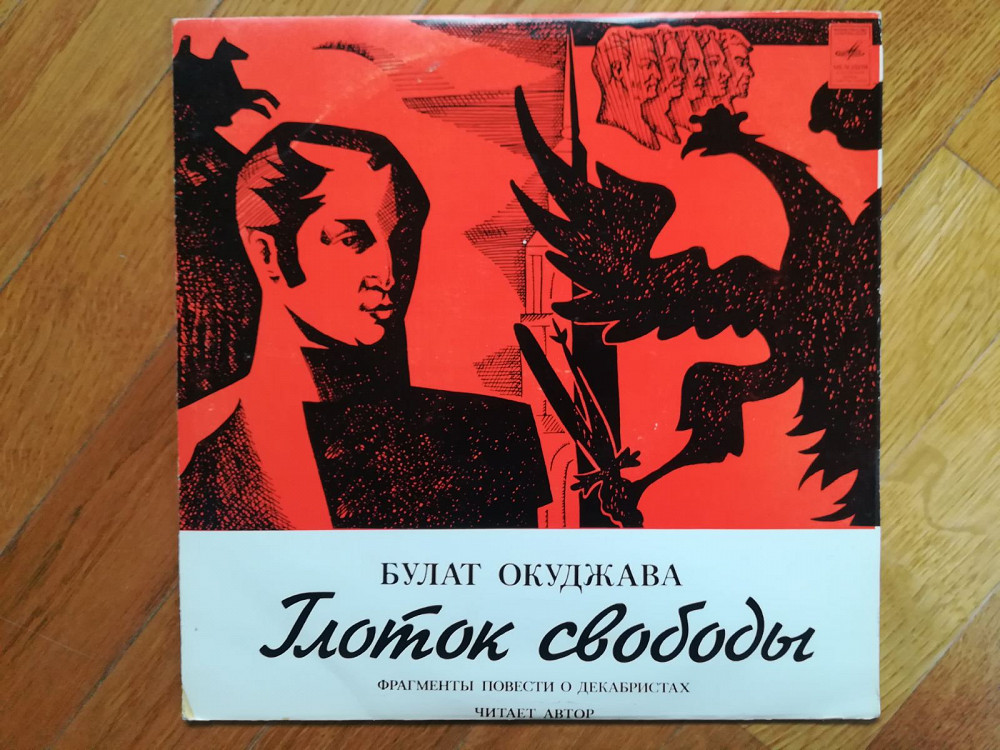 БУЛАТ ОКУДЖАВА
Глоток свободы
ФРАГМЕНТЫ ПОВЕСТИ О ДЕКАБРИСТАХ
ЧИТАЕТ АВТОР